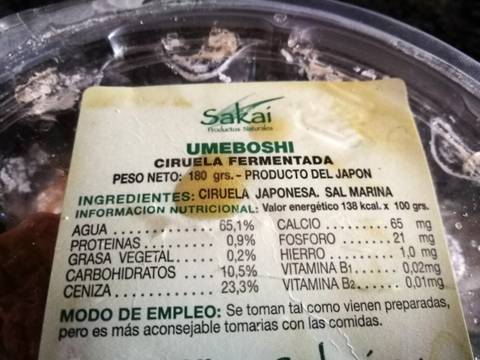 Sakai
Productos Naturales
UMEBOSHI
CIRUELA FERMENTADA
PESO NETO: 180 grs. - PRODUCTO DEL JAPON
INGREDIENTES: CIRUELA JAPONESA. SAL MARINA
INFORMACION NUTRICIONAL: Valor energético 138 kcal. x 100 grs.
AGUA .............. 65,1% CALCIO ........ 65 mg
PROTEINAS ......... 0,9% FOSFORO ....... 21 mg
GRASA VEGETAL ..... 0,2% HIERRO ........ 1,0 mg
CARBOHIDRATOS .... 10,5% VITAMINA B1.... 0,02mg
CENIZA ............ 23,3% VITAMINA B2..... 0,01mg
MODO DE EMPLEO: Se toman tal como vienen preparadas,
pero es más aconsejable tomarias con las comidas.